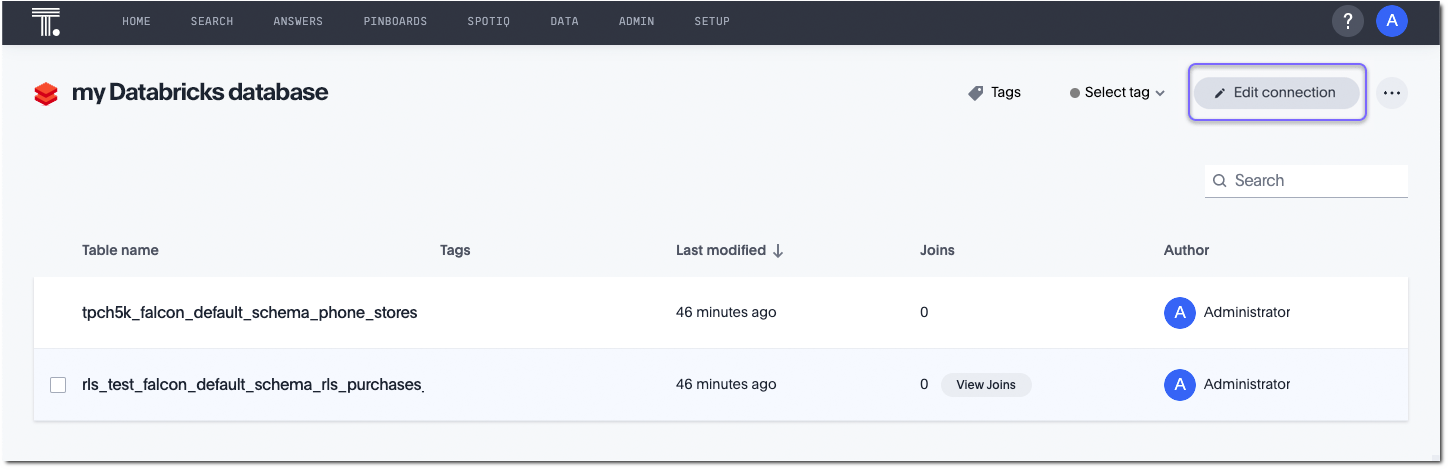 T. HOME SEARCH ANSWERS PINBOARDS SPOTIQ DATA ADMIN SETUP ? A
my Databricks database Tags Select tag Edit connection ...
Search
Table name Tags Last modified Joins Author
tpch5k_falcon_default_schema_phone_stores 46 minutes ago 0 A Administrator
rls_test_falcon_default_schema_rls_purchases_ 46 minutes ago 0 View Joins A Administrator